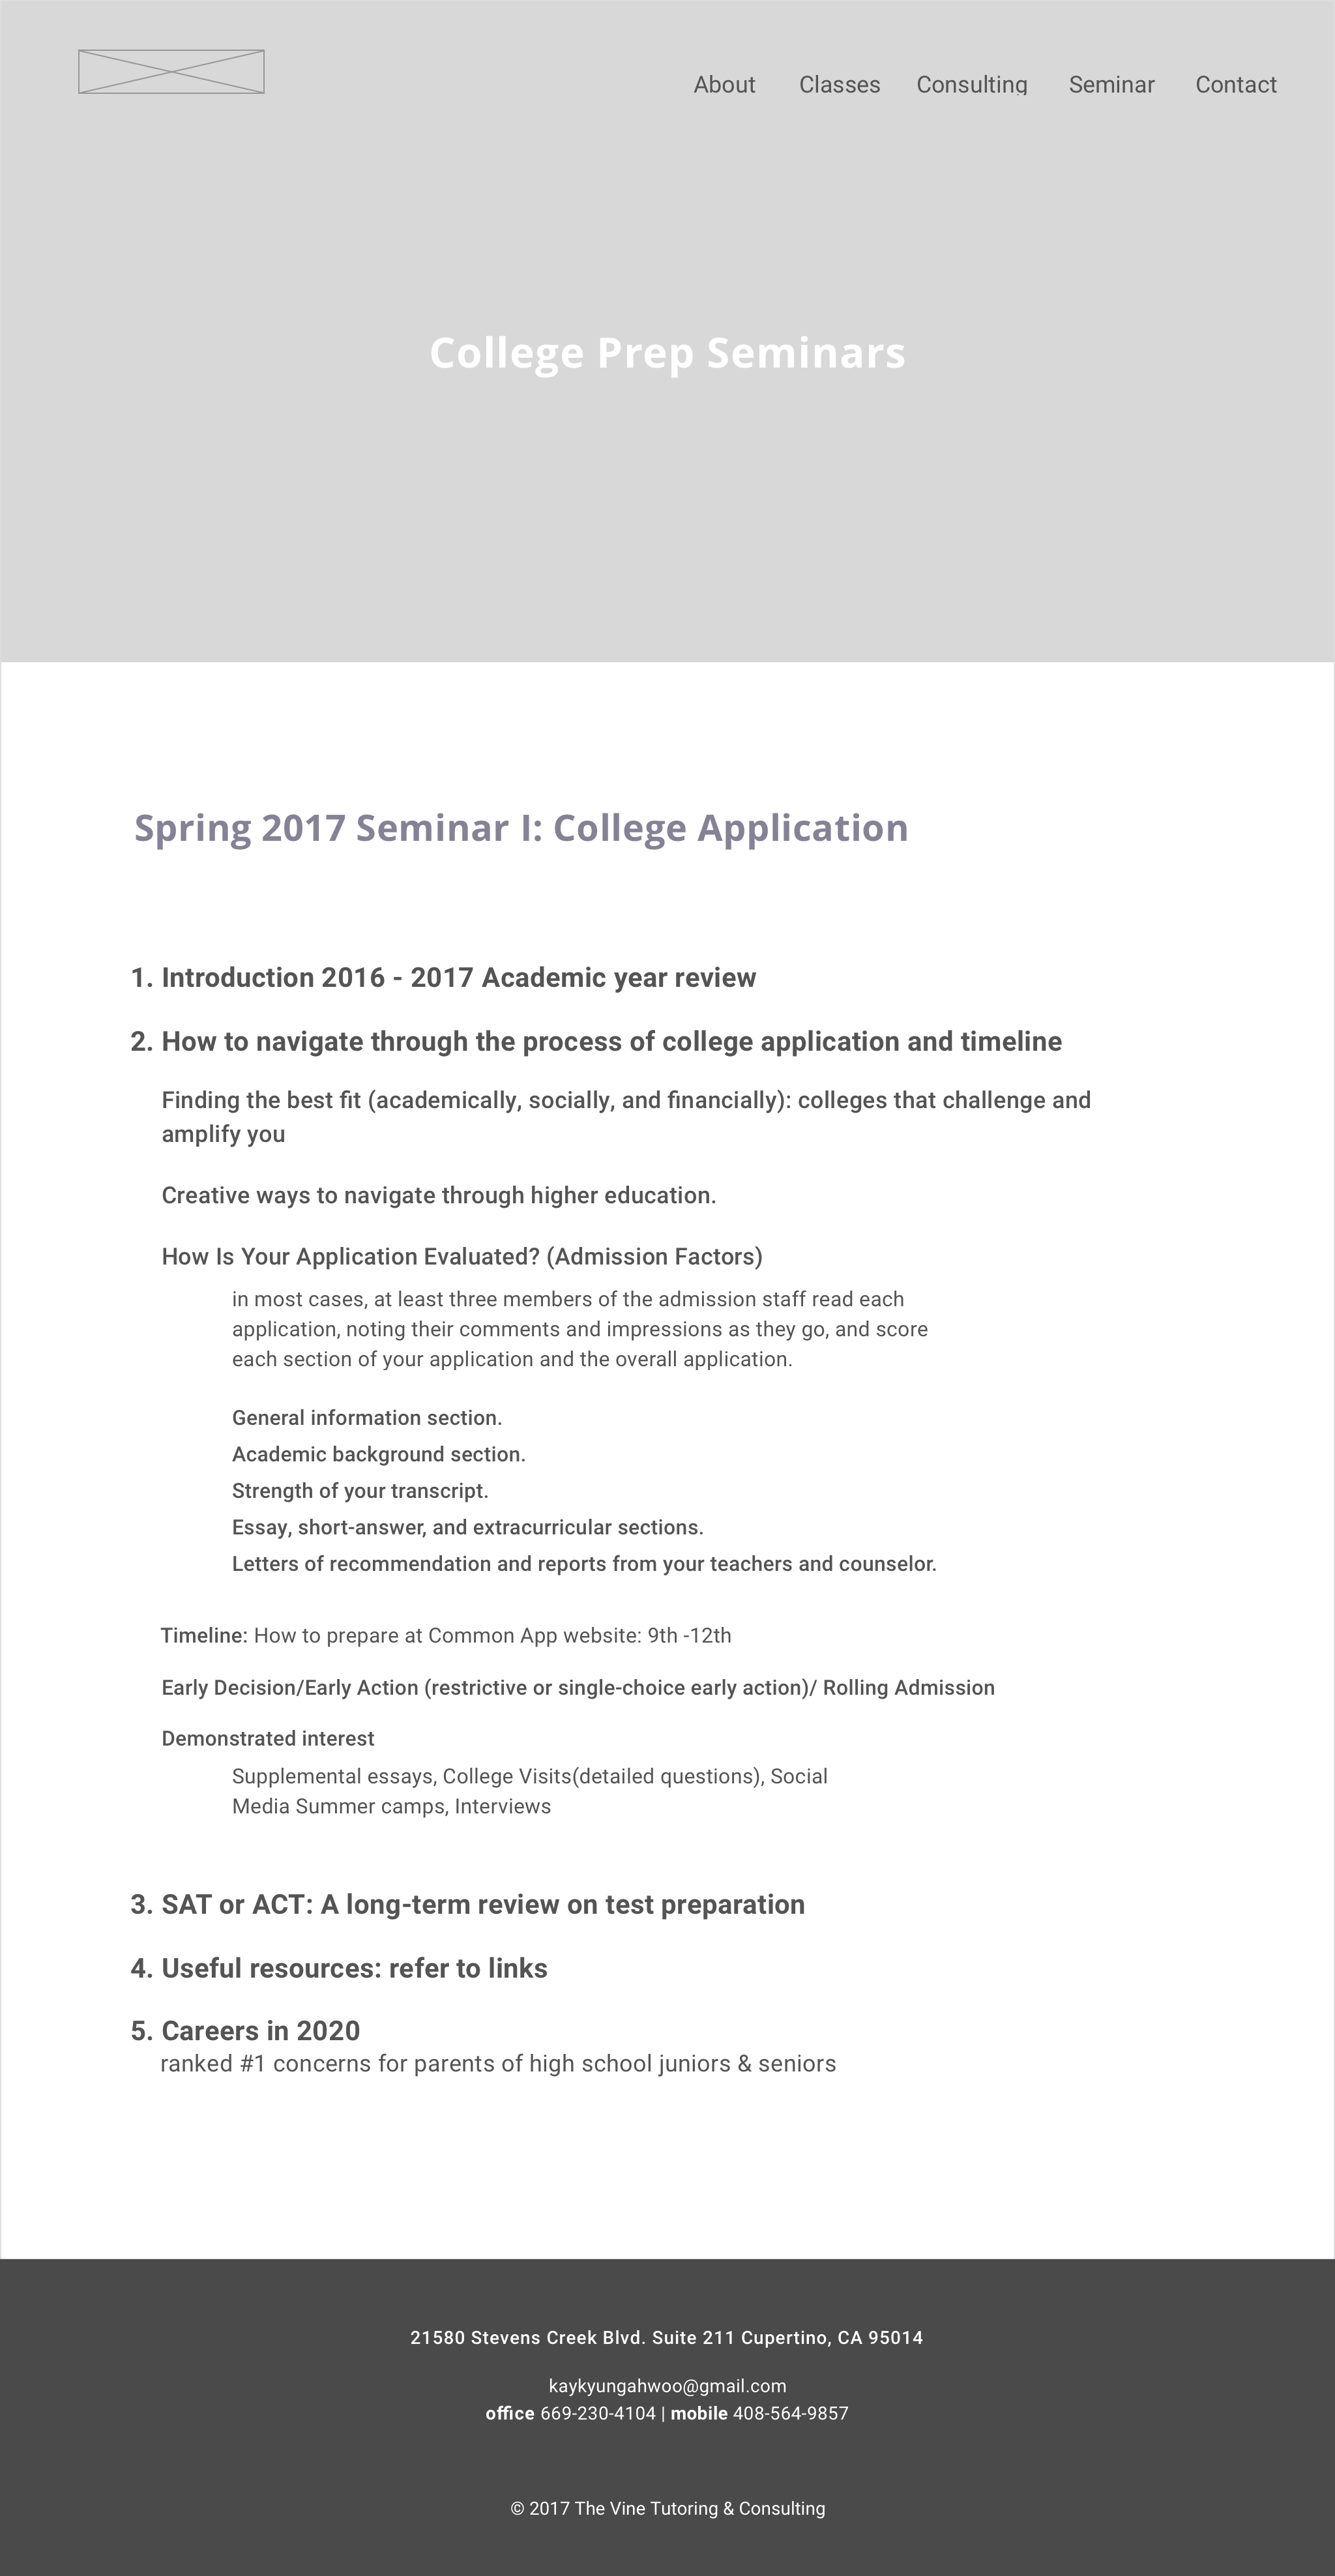 About Classes Consulting Seminar Contact
College Prep Seminars
Spring 2017 Seminar I: College Application
1. Introduction 2016 - 2017 Academic year review
2. How to navigate through the process of college application and timeline
Finding the best fit (academically, socially, and financially): colleges that challenge and
amplify you
Creative ways to navigate through higher education.
How Is Your Application Evaluated? (Admission Factors)
in most cases, at least three members of the admission staff read each
application, noting their comments and impressions as they go, and score
each section of your application and the overall application.
General information section.
Academic background section.
Strength of your transcript.
Essay, short-answer, and extracurricular sections.
Letters of recommendation and reports from your teachers and counselor.
Timeline: How to prepare at Common App website: 9th -12th
Early Decision/Early Action (restrictive or single-choice early action)/ Rolling Admission
Demonstrated interest
Supplemental essays, College Visits(detailed questions), Social
Media Summer camps, Interviews
3. SAT or ACT: A long-term review on test preparation
4. Useful resources: refer to links
5. Careers in 2020
ranked #1 concerns for parents of high school juniors & seniors
21580 Stevens Creek Blvd. Suite 211 Cupertino, CA 95014
kaykyungahwoo@gmail.com
office 669-230-4104 | mobile 408-564-9857
© 2017 The Vine Tutoring & Consulting